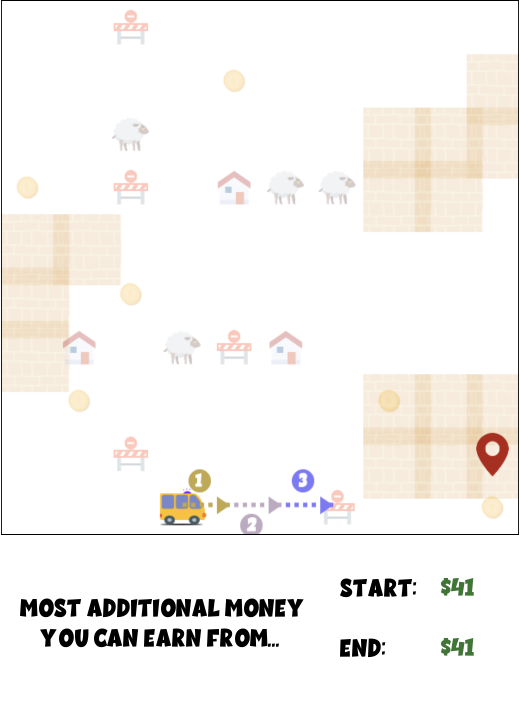 1
3
2
START: $41
MOST ADDITIONAL MONEY
YOU CAN EARN FROM...
END: $41